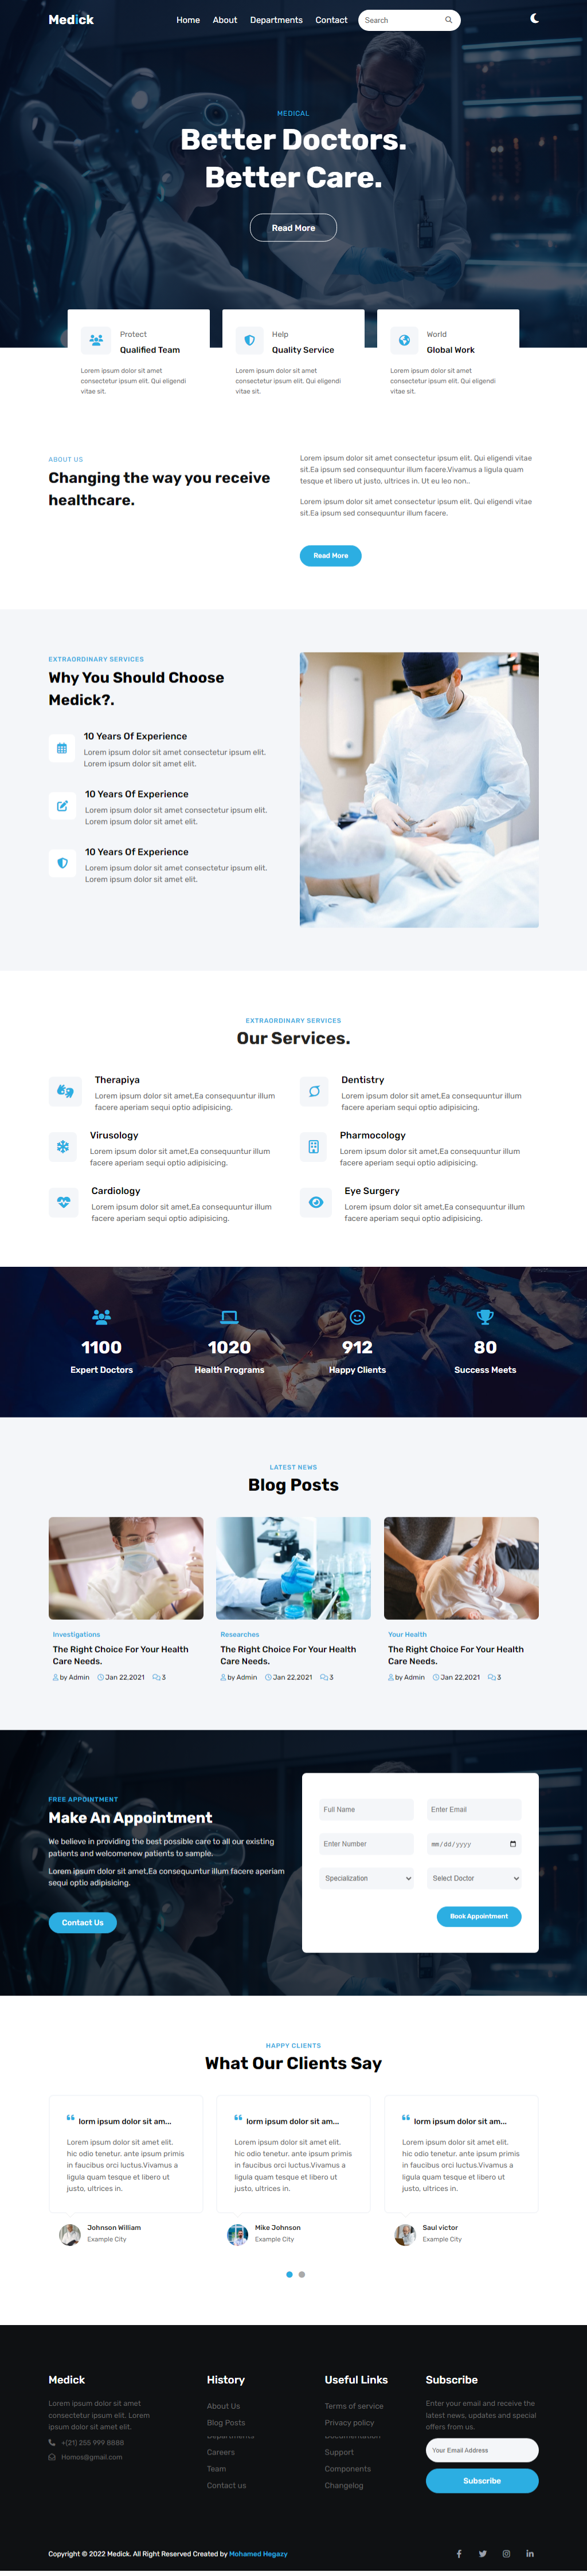 Medick
Home About Departments Contact Search
MEDICAL
Better Doctors.
Better Care.
Read More
Protect
Qualified Team
Lorem ipsum dolor sit amet
consectetur ipsum elit. Qui eligendi
vitae sit.
Help
Quality Service
Lorem ipsum dolor sit amet
consectetur ipsum elit. Qui eligendi
vitae sit.
World
Global Work
Lorem ipsum dolor sit amet
consectetur ipsum elit. Qui eligendi
vitae sit.
ABOUT US
Changing the way you receive
healthcare.
Lorem ipsum dolor sit amet consectetur ipsum elit. Qui eligendi vitae
sit.Ea ipsum sed consequuntur illum facere.Vivamus a ligula quam
tesque et libero ut justo, ultrices in. Ut eu leo non..
Lorem ipsum dolor sit amet consectetur ipsum elit. Qui eligendi vitae
sit.Ea ipsum sed consequuntur illum facere.
Read More
EXTRAORDINARY SERVICES
Why You Should Choose
Medick?.
10 Years Of Experience
Lorem ipsum dolor sit amet consectetur ipsum elit.
Lorem ipsum dolor sit amet elit.
10 Years Of Experience
Lorem ipsum dolor sit amet consectetur ipsum elit.
Lorem ipsum dolor sit amet elit.
10 Years Of Experience
Lorem ipsum dolor sit amet consectetur ipsum elit.
Lorem ipsum dolor sit amet elit.
EXTRAORDINARY SERVICES
Our Services.
Therapiya
Lorem ipsum dolor sit amet,Ea consequuntur illum
facere aperiam sequi optio adipisicing.
Dentistry
Lorem ipsum dolor sit amet,Ea consequuntur illum
facere aperiam sequi optio adipisicing.
Virusology
Lorem ipsum dolor sit amet,Ea consequuntur illum
facere aperiam sequi optio adipisicing.
Pharmocology
Lorem ipsum dolor sit amet,Ea consequuntur illum
facere aperiam sequi optio adipisicing.
Cardiology
Lorem ipsum dolor sit amet,Ea consequuntur illum
facere aperiam sequi optio adipisicing.
Eye Surgery
Lorem ipsum dolor sit amet,Ea consequuntur illum
facere aperiam sequi optio adipisicing.
1100
Expert Doctors
1020
Health Programs
912
Happy Clients
80
Success Meets
LATEST NEWS
Blog Posts
Investigations
The Right Choice For Your Health
Care Needs.
by Admin Jan 22,2021 3
Researches
The Right Choice For Your Health
Care Needs.
by Admin Jan 22,2021 3
Your Health
The Right Choice For Your Health
Care Needs.
by Admin Jan 22,2021 3
FREE APPOINTMENT
Make An Appointment
We believe in providing the best possible care to all our existing
patients and welcomenew patients to sample.
Lorem ipsum dolor sit amet,Ea consequuntur illum facere aperiam
sequi optio adipisicing.
Contact Us
Full Name
Enter Email
Enter Number
mm/dd/yyyy
Specialization
Select Doctor
Book Appointment
HAPPY CLIENTS
What Our Clients Say
lorm ipsum dolor sit am...
Lorem ipsum dolor sit amet elit.
hic odio tenetur. ante ipsum primis
in faucibus orci luctus.Vivamus a
ligula quam tesque et libero ut
justo, ultrices in.
Johnson William
Example City
lorm ipsum dolor sit am...
Lorem ipsum dolor sit amet elit.
hic odio tenetur. ante ipsum primis
in faucibus orci luctus.Vivamus a
ligula quam tesque et libero ut
justo, ultrices in.
Mike Johnson
Example City
lorm ipsum dolor sit am...
Lorem ipsum dolor sit amet elit.
hic odio tenetur. ante ipsum primis
in faucibus orci luctus.Vivamus a
ligula quam tesque et libero ut
justo, ultrices in.
Saul victor
Example City
Medick
Lorem ipsum dolor sit amet
consectetur ipsum elit. Lorem
ipsum dolor sit amet elit.
+(21) 255 999 8888
Homos@gmail.com
History
About Us
Blog Posts
Departments
Careers
Team
Contact us
Useful Links
Terms of service
Privacy policy
Documentation
Support
Components
Changelog
Subscribe
Enter your email and receive the
latest news, updates and special
offers from us.
Your Email Address
Subscribe
Copyright © 2022 Medick. All Right Reserved Created by Mohamed Hegazy